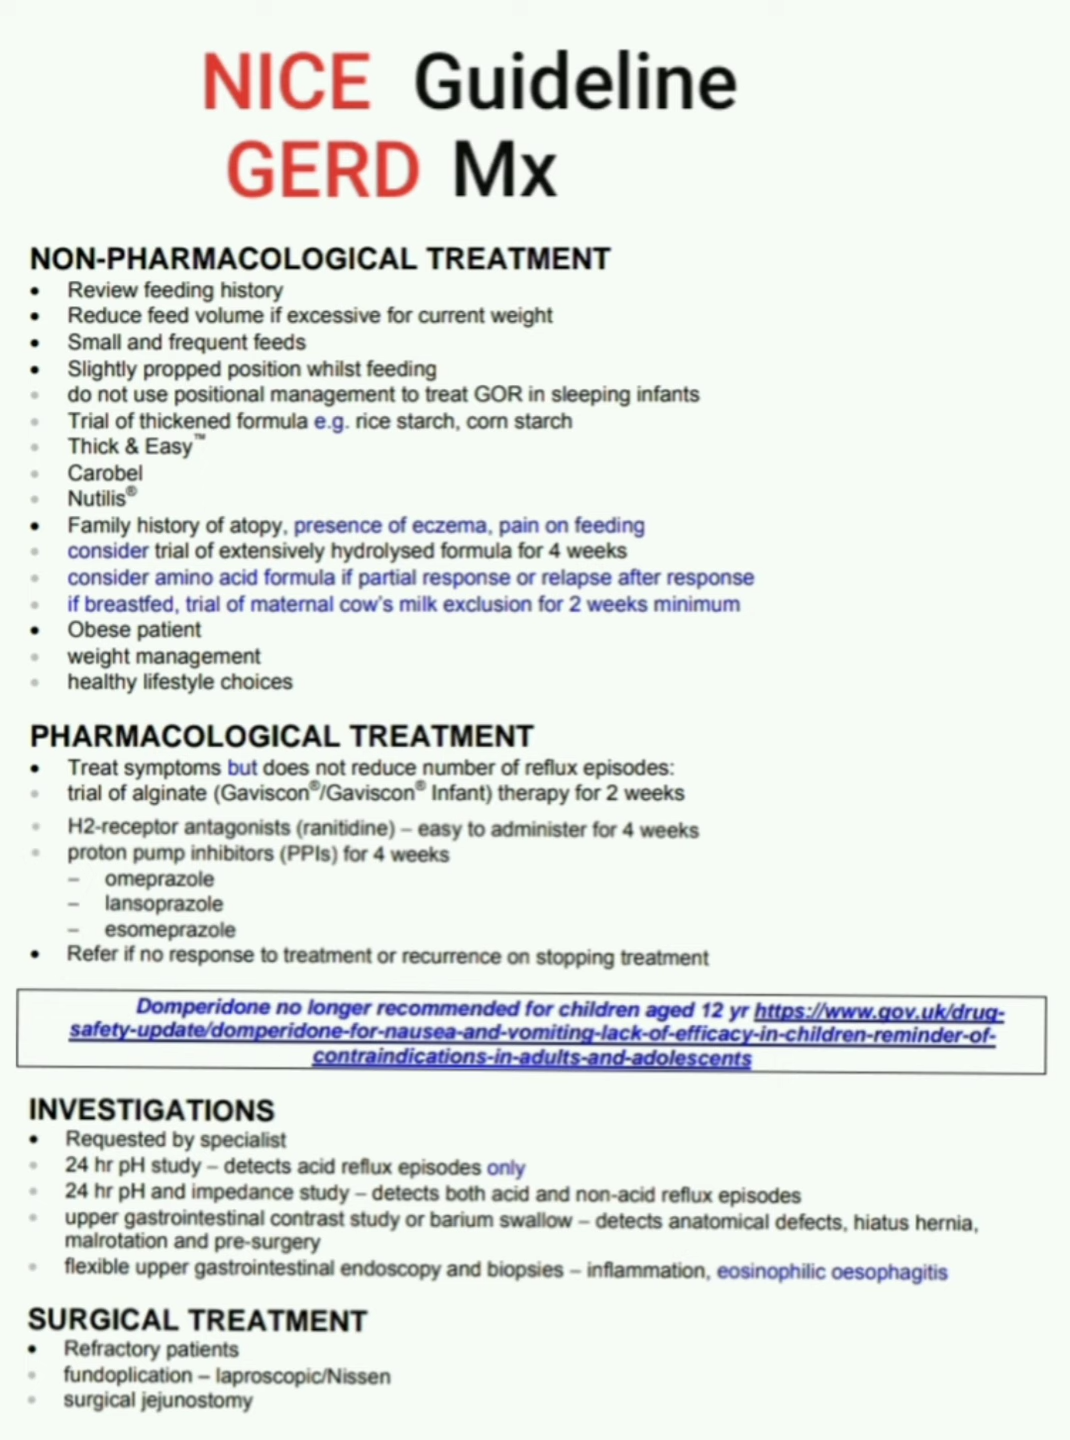 NICE Guideline
GERD Mx
NON-PHARMACOLOGICAL TREATMENT
• Review feeding history
• Reduce feed volume if excessive for current weight
• Small and frequent feeds
• Slightly propped position whilst feeding
• do not use positional management to treat GOR in sleeping infants
• Trial of thickened formula e.g. rice starch, corn starch
• Thick & Easy™
• Carobel
• Nutilis®
• Family history of atopy, presence of eczema, pain on feeding
• consider trial of extensively hydrolysed formula for 4 weeks
• consider amino acid formula if partial response or relapse after response
• if breastfed, trial of maternal cow's milk exclusion for 2 weeks minimum
• Obese patient
• weight management
• healthy lifestyle choices
PHARMACOLOGICAL TREATMENT
• Treat symptoms but does not reduce number of reflux episodes:
• trial of alginate (Gaviscon®/Gaviscon® Infant) therapy for 2 weeks
• H2-receptor antagonists (ranitidine) – easy to administer for 4 weeks
• proton pump inhibitors (PPIs) for 4 weeks
– omeprazole
– lansoprazole
– esomeprazole
• Refer if no response to treatment or recurrence on stopping treatment
Domperidone no longer recommended for children aged 12 yr https://www.gov.uk/drug-
safety-update/domperidone-for-nausea-and-vomiting-lack-of-efficacy-in-children-reminder-of-
contraindications-in-adults-and-adolescents
INVESTIGATIONS
• Requested by specialist
• 24 hr pH study – detects acid reflux episodes only
• 24 hr pH and impedance study – detects both acid and non-acid reflux episodes
• upper gastrointestinal contrast study or barium swallow – detects anatomical defects, hiatus hernia,
malrotation and pre-surgery
• flexible upper gastrointestinal endoscopy and biopsies – inflammation, eosinophilic oesophagitis
SURGICAL TREATMENT
• Refractory patients
• fundoplication – laproscopic/Nissen
• surgical jejunostomy